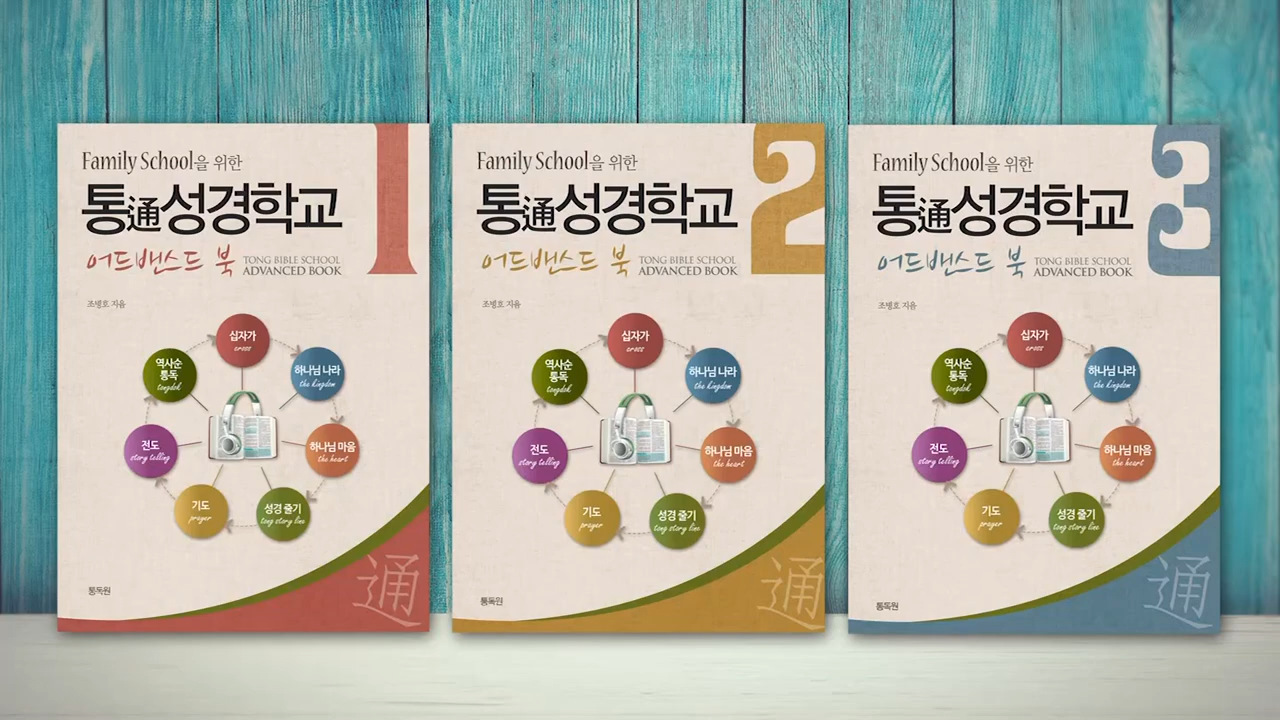 Family School을 위한
통通성경학교
1
어드밴스드 북
TONG BIBLE SCHOOL
ADVANCED BOOK
조병호 지음
십자가
cross
하나님 나라
the kingdom
하나님 마음
the heart
성경 줄기
tong story line
기도
prayer
전도
story telling
역사순
통독
tongdok
통독원
通
Family School을 위한
통通성경학교
2
어드밴스드 북
TONG BIBLE SCHOOL
ADVANCED BOOK
조병호 지음
십자가
cross
하나님 나라
the kingdom
하나님 마음
the heart
성경 줄기
tong story line
기도
prayer
전도
story telling
역사순
통독
tongdok
통독원
通
Family School을 위한
통通성경학교
3
어드밴스드 북
TONG BIBLE SCHOOL
ADVANCED BOOK
조병호 지음
십자가
cross
하나님 나라
the kingdom
하나님 마음
the heart
성경 줄기
tong story line
기도
prayer
전도
story telling
역사순
통독
tongdok
통독원
通